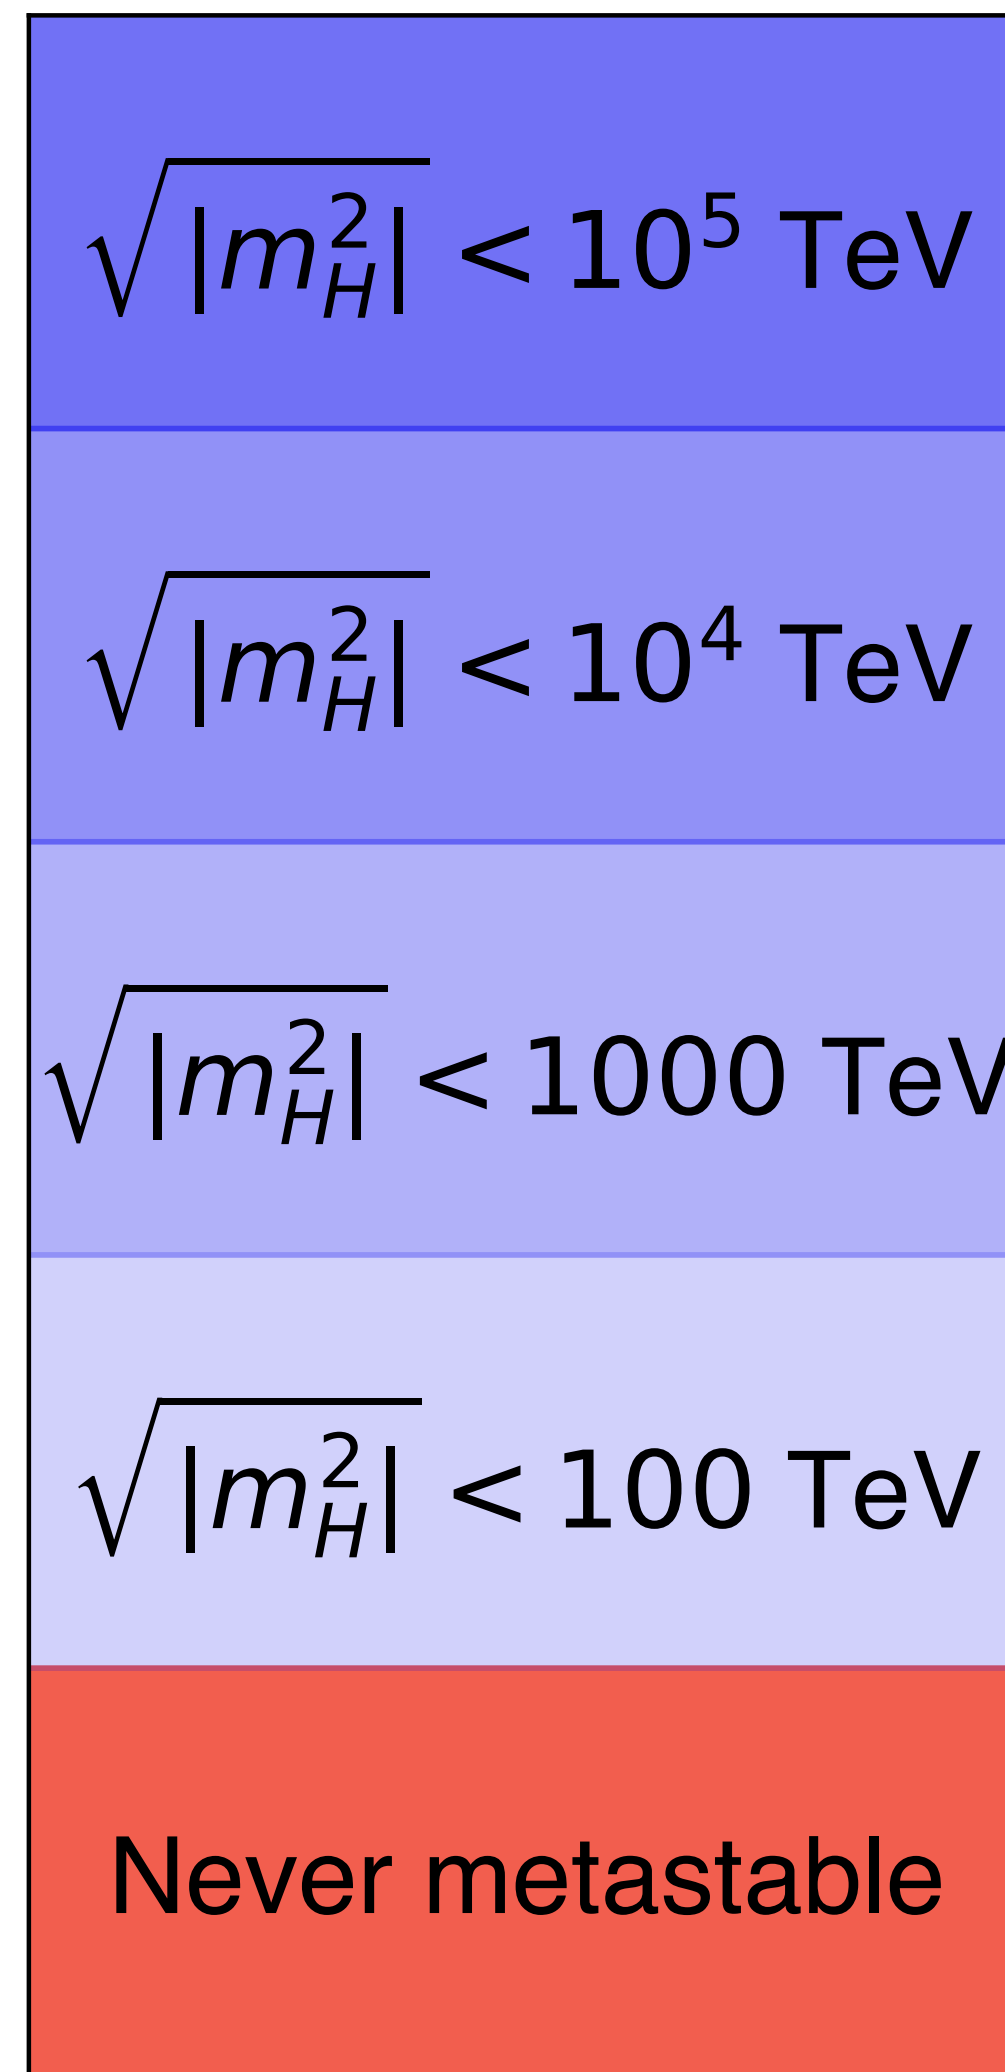 √|m_H^2| < 10^5 TeV
√|m_H^2| < 10^4 TeV
√|m_H^2| < 1000 TeV
√|m_H^2| < 100 TeV
Never metastable